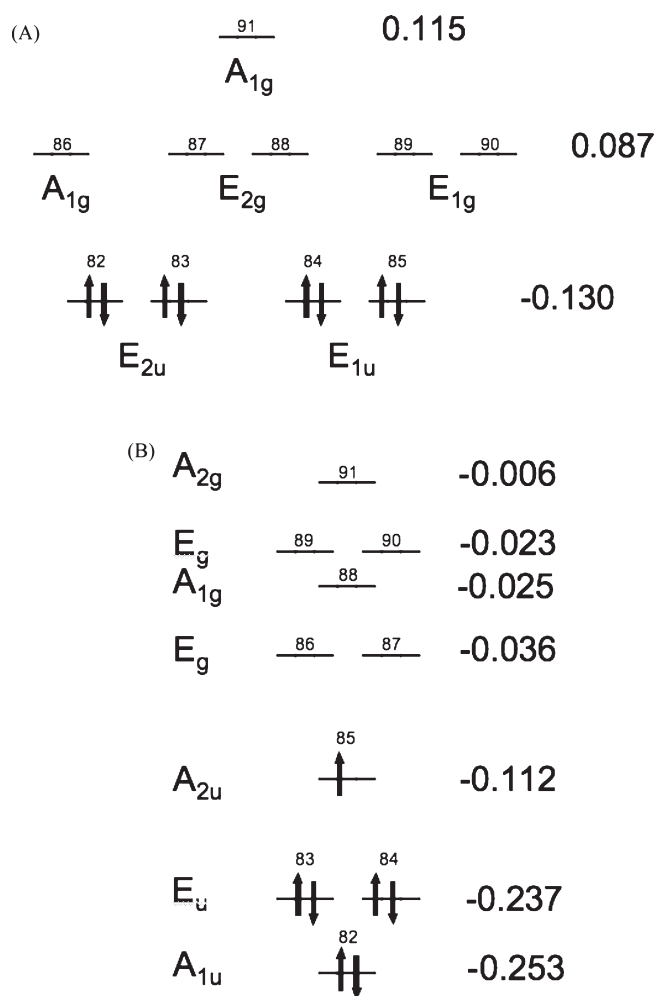 (A)
91
0.115
A1g
86 87 88 89 90
0.087
A1g E2g E1g
82 83 84 85
-0.130
E2u E1u
(B)
A2g 91 -0.006
Eg 89 90 -0.023
A1g 88 -0.025
Eg 86 87 -0.036
85
A2u -0.112
83 84
Eu -0.237
82
A1u -0.253